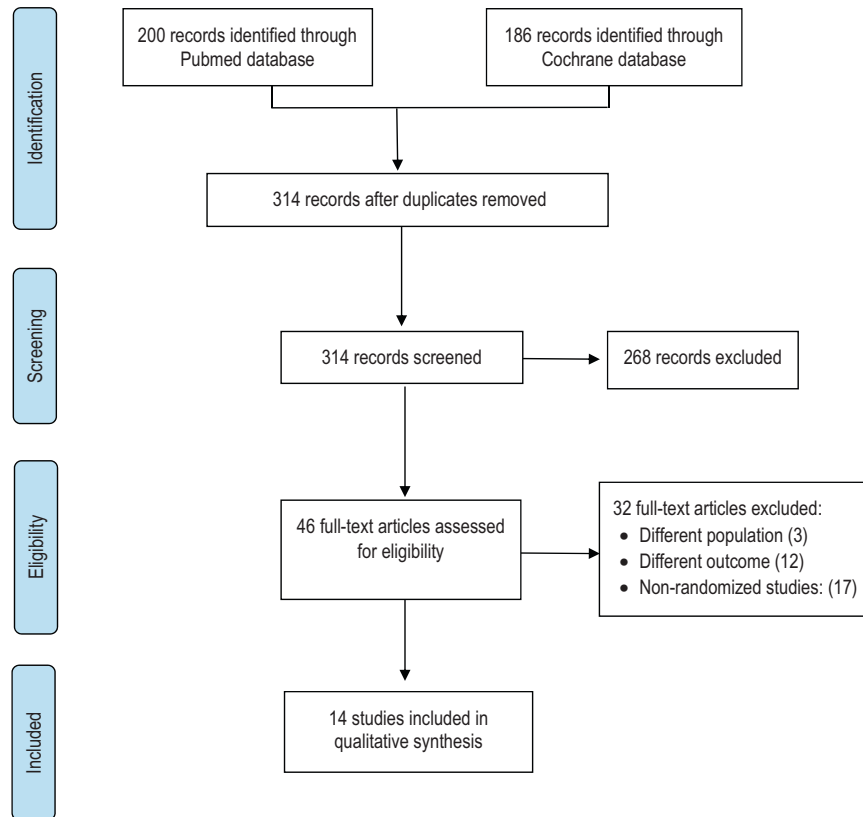 200 records identified through
Pubmed database
186 records identified through
Cochrane database
Identification
314 records after duplicates removed
Screening
314 records screened
268 records excluded
Eligibility
46 full-text articles assessed
for eligibility
32 full-text articles excluded:
• Different population (3)
• Different outcome (12)
• Non-randomized studies: (17)
Included
14 studies included in
qualitative synthesis